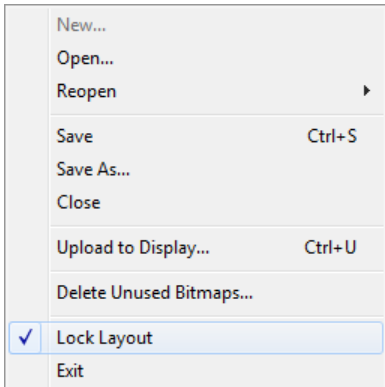 New...
Open...
Reopen
Save Ctrl+S
Save As...
Close
Upload to Display... Ctrl+U
Delete Unused Bitmaps...
Lock Layout
Exit